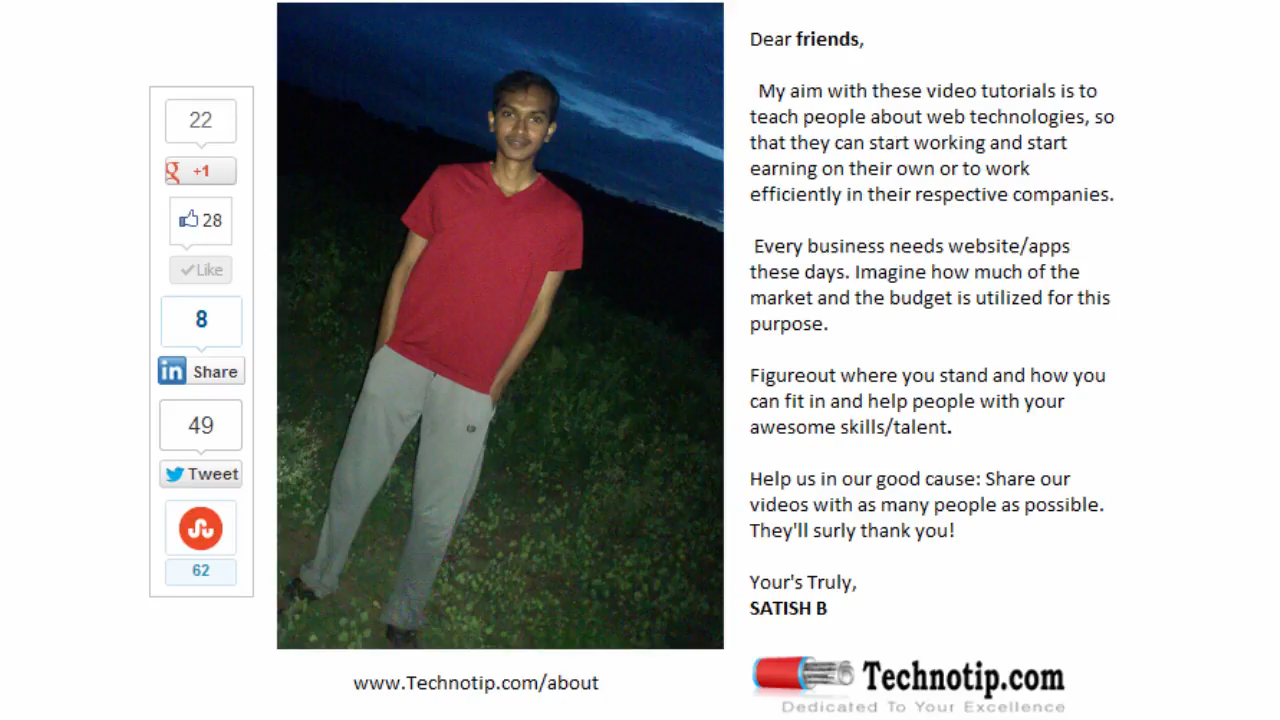 22
g +1
28
Like
8
in Share
49
Tweet
62
Dear friends,
My aim with these video tutorials is to
teach people about web technologies, so
that they can start working and start
earning on their own or to work
efficiently in their respective companies.
Every business needs website/apps
these days. Imagine how much of the
market and the budget is utilized for this
purpose.
Figureout where you stand and how you
can fit in and help people with your
awesome skills/talent.
Help us in our good cause: Share our
videos with as many people as possible.
They'll surly thank you!
Your's Truly,
SATISH B
www.Technotip.com/about
Technotip.com
Dedicated To Your Excellence